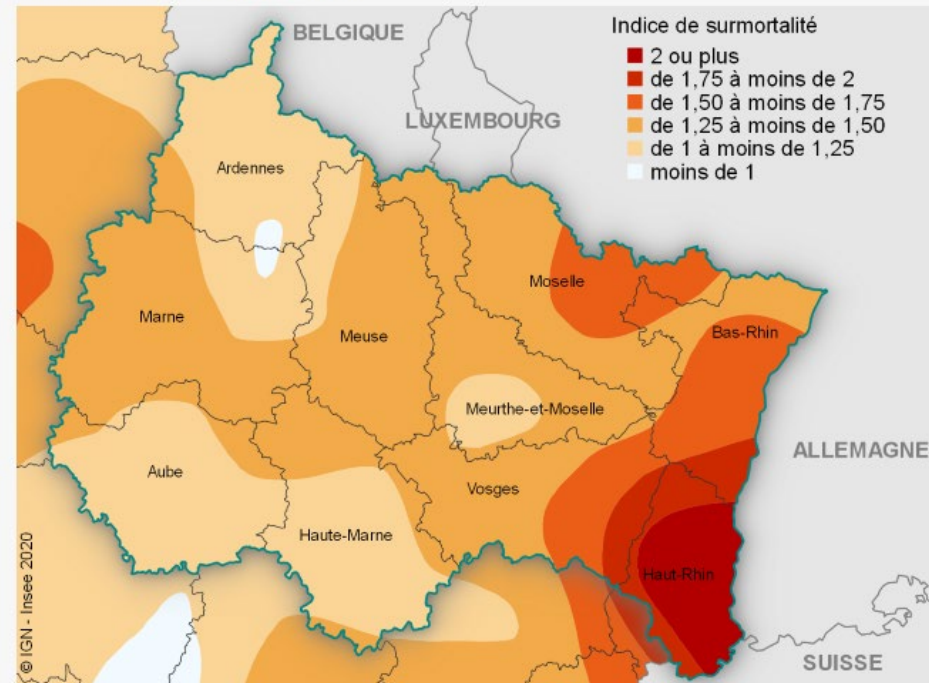 BELGIQUE
Indice de surmortalité
2 ou plus
de 1,75 à moins de 2
de 1,50 à moins de 1,75
de 1,25 à moins de 1,50
de 1 à moins de 1,25
moins de 1
LUXEMBOURG
Ardennes
Moselle
Marne
Meuse
Bas-Rhin
Meurthe-et-Moselle
ALLEMAGNE
Aube
Vosges
Haute-Marne
Haut-Rhin
SUISSE
© IGN - Insee 2020